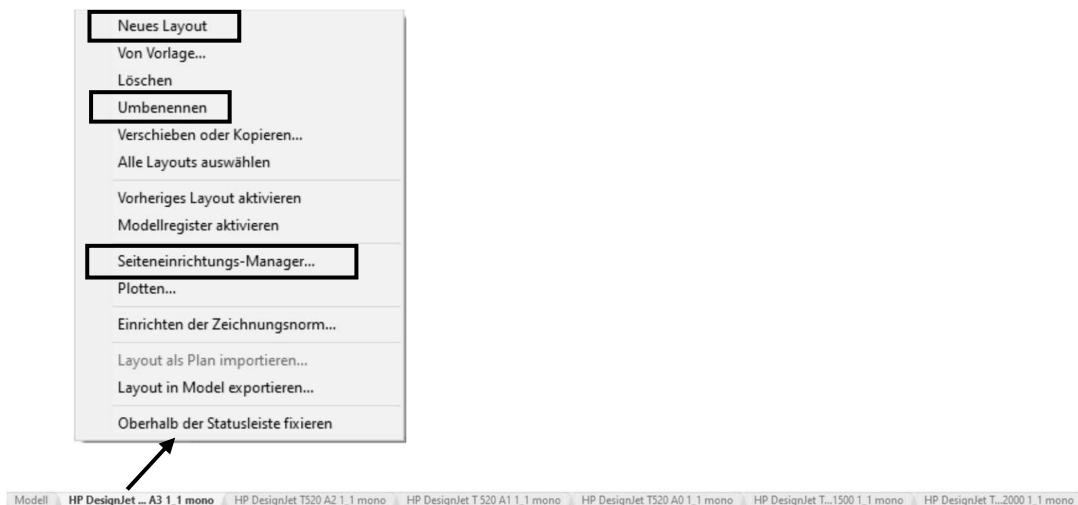 Neues Layout
Von Vorlage...
Löschen
Umbenennen
Verschieben oder Kopieren...
Alle Layouts auswählen
Vorheriges Layout aktivieren
Modellregister aktivieren
Seiteneinrichtungs-Manager...
Plotten...
Einrichten der Zeichnungsnorm...
Layout als Plan importieren...
Layout in Model exportieren...
Oberhalb der Statusleiste fixieren
Modell HP DesignJet ... A3 1_1 mono HP DesignJet T520 A2 1_1 mono HP DesignJet T 520 A1 1_1 mono HP DesignJet T520 A0 1_1 mono HP DesignJet T...1500 1_1 mono HP DesignJet T...2000 1_1 mono